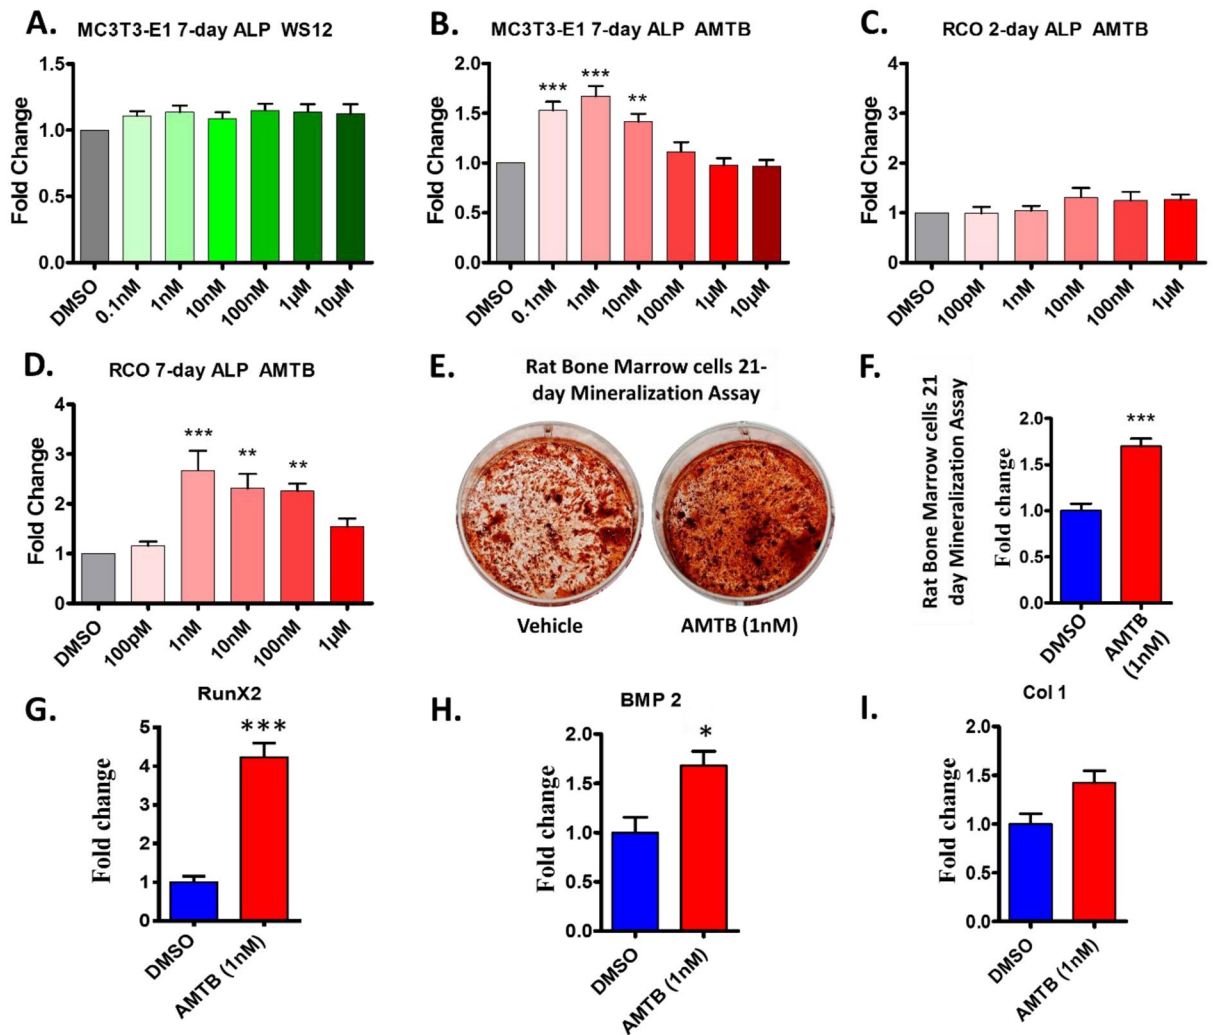 A.
MC3T3-E1 7-day ALP WS12
Fold Change
1.5
1.0
0.5
0.0
DMSO
0.1nM
1nM
10nM
100nM
1µM
10µM
B.
MC3T3-E1 7-day ALP AMTB
Fold Change
2.0
1.5
1.0
0.5
0.0
***
***
**
DMSO
0.1nM
1nM
10nM
100nM
1µM
10µM
C.
RCO 2-day ALP AMTB
Fold Change
4
3
2
1
0
DMSO
100pM
1nM
10nM
100nM
1µM
D.
RCO 7-day ALP AMTB
Fold Change
4
3
2
1
0
***
**
**
DMSO
100pM
1nM
10nM
100nM
1µM
E.
Rat Bone Marrow cells 21-
day Mineralization Assay
Vehicle
AMTB (1nM)
F.
Rat Bone Marrow cells 21
day Mineralization Assay
Fold change
2.0
1.5
1.0
0.5
0.0
***
DMSO
AMTB
(1nM)
G.
RunX2
Fold change
5
4
4
2
1
0
***
DMSO
AMTB (1nM)
H.
BMP 2
Fold change
2.0
1.5
1.0
0.5
0.0
*
DMSO
AMTB (1nM)
I.
Col 1
Fold change
2.0
1.5
1.0
0.5
0.0
DMSO
AMTB (1nM)